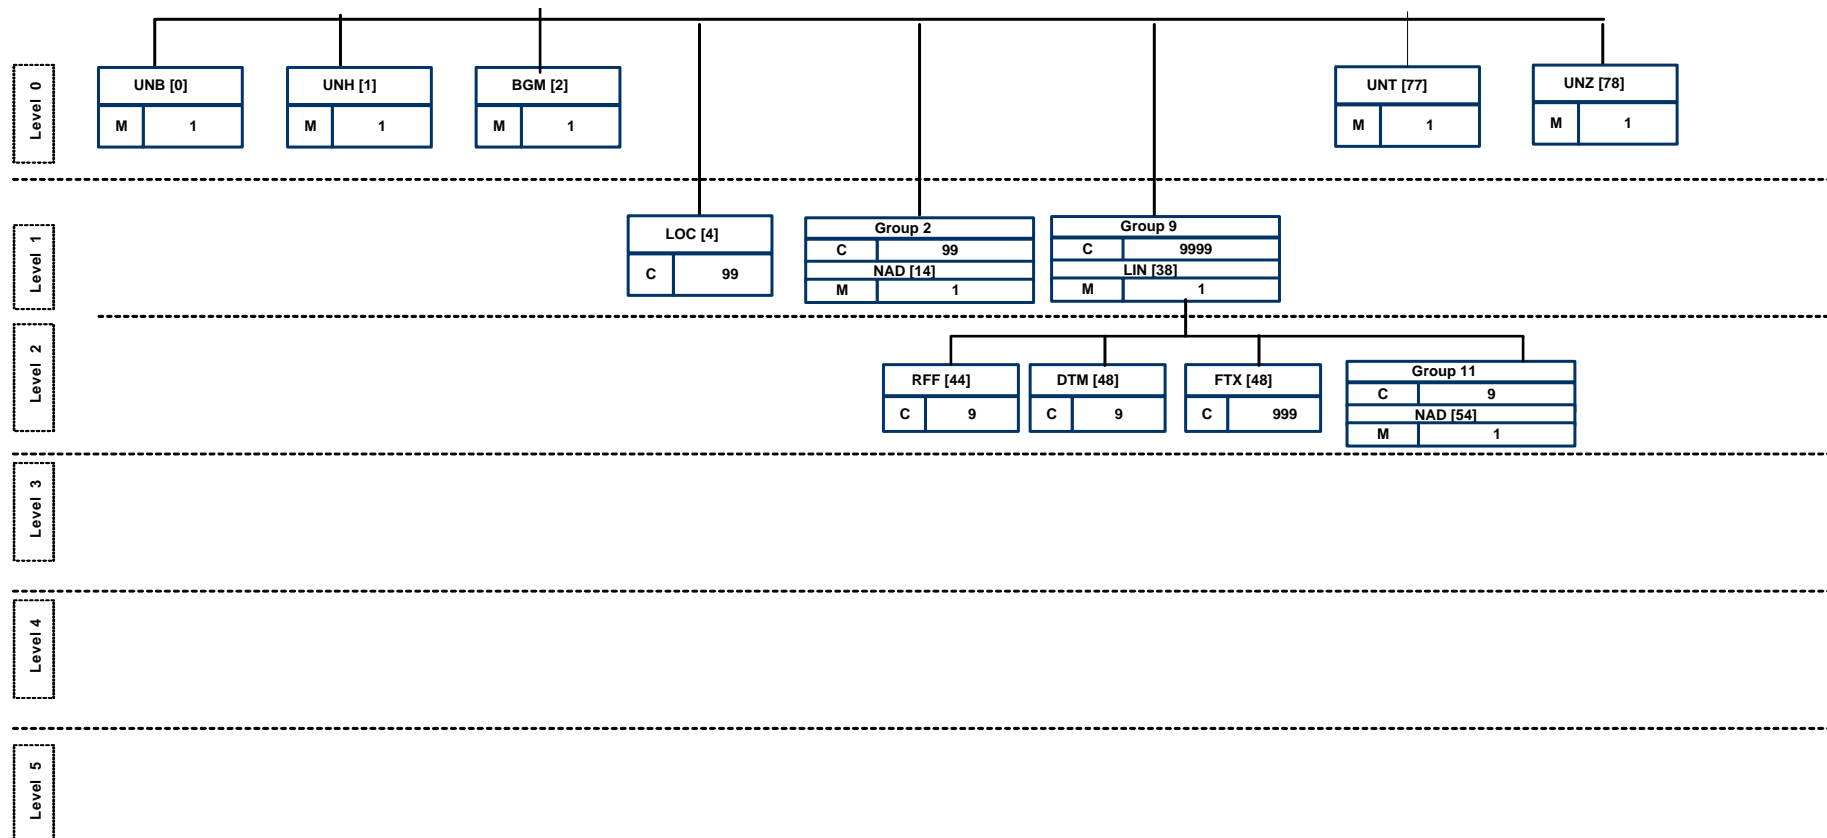 Level 0
UNB [0]
M 1
UNH [1]
M 1
BGM [2]
M 1
UNT [77]
M 1
UNZ [78]
M 1
Level 1
LOC [4]
C 99
Group 2
C 99
NAD [14]
M 1
Group 9
C 9999
LIN [38]
M 1
Level 2
RFF [44]
C 9
DTM [48]
C 9
FTX [48]
C 999
Group 11
C 9
NAD [54]
M 1
Level 3
Level 4
Level 5